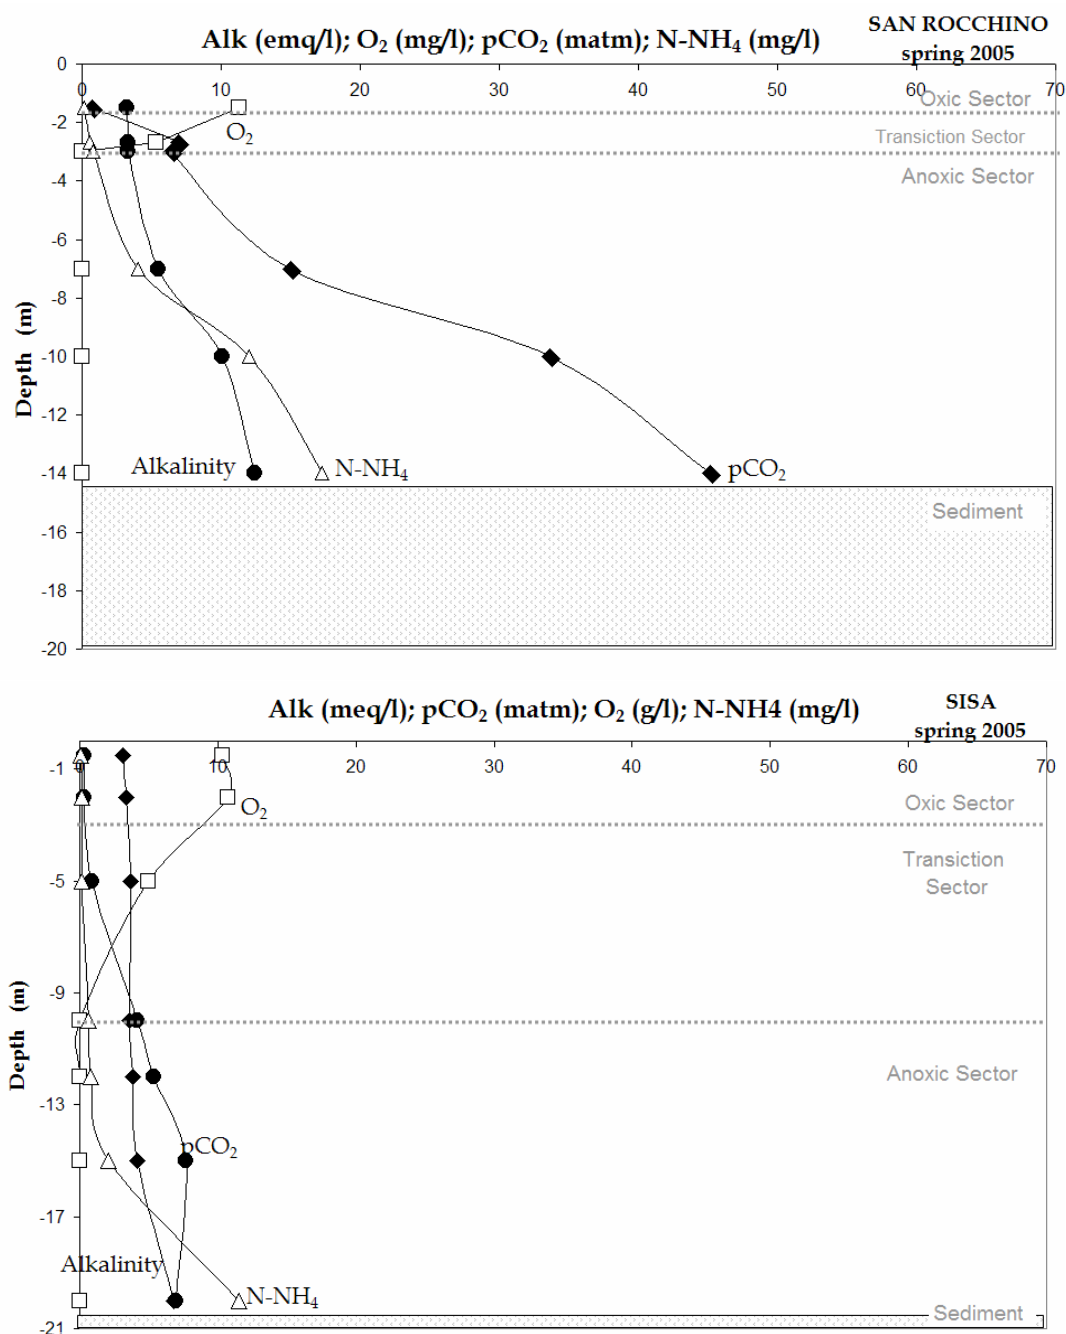 Alk (emq/l); O₂ (mg/l); pCO₂ (matm); N-NH₄ (mg/l)
SAN ROCCHINO
spring 2005
0
0 10 20 30 40 50 60 70
Oxic Sector
-2
O₂
Transiction Sector
-4
Anoxic Sector
-6
-8
Depth (m)
-10
-12
-14
Alkalinity
N-NH₄
pCO₂
Sediment
-16
-18
-20
Alk (meq/l); pCO₂ (matm); O₂ (g/l); N-NH4 (mg/l)
SISA
spring 2005
-1
0 10 20 30 40 50 60 70
O₂
Oxic Sector
Transiction
Sector
-5
-9
Depth (m)
Anoxic Sector
-13
pCO₂
-17
Alkalinity
N-NH₄
Sediment
-21